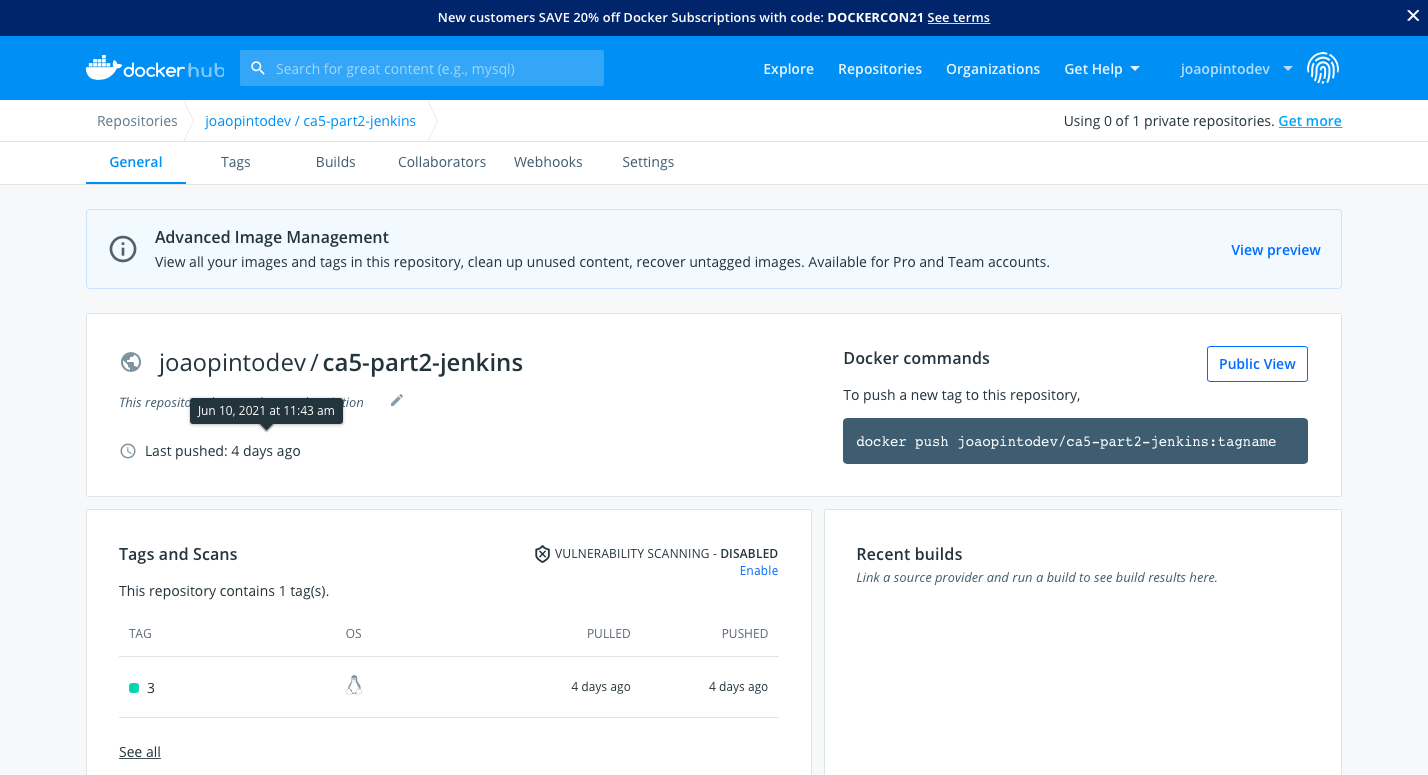 New customers SAVE 20% off Docker Subscriptions with code: DOCKERCON21 See terms
docker hub
Search for great content (e.g., mysql)
Explore
Repositories
Organizations
Get Help
joaopintodev
Repositories
joaopintodev / ca5-part2-jenkins
Using 0 of 1 private repositories. Get more
General
Tags
Builds
Collaborators
Webhooks
Settings
Advanced Image Management
View all your images and tags in this repository, clean up unused content, recover untagged images. Available for Pro and Team accounts.
View preview
joaopintodev / ca5-part2-jenkins
This
Jun 10, 2021 at 11:43 am
Last pushed: 4 days ago
Docker commands
Public View
To push a new tag to this repository,
docker push joaopintodev/ca5-part2-jenkins:tagname
Tags and Scans
VULNERABILITY SCANNING - DISABLED
Enable
This repository contains 1 tag(s).
TAG
OS
PULLED
PUSHED
3
4 days ago
4 days ago
See all
Recent builds
Link a source provider and run a build to see build results here.